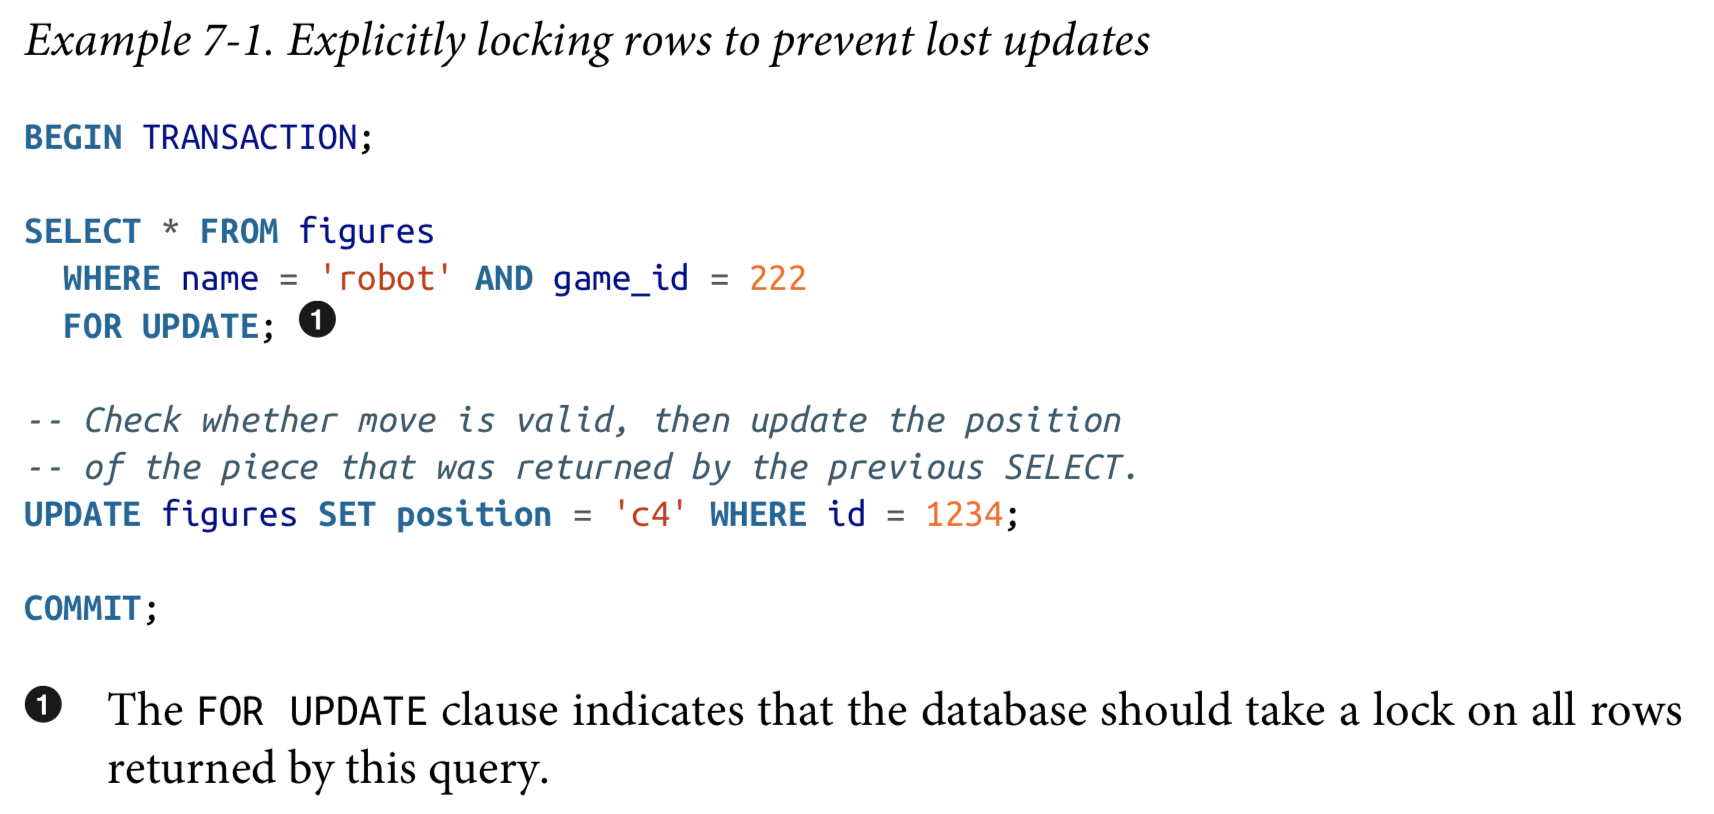 Example 7-1. Explicitly locking rows to prevent lost updates
BEGIN TRANSACTION;
SELECT * FROM figures
  WHERE name = 'robot' AND game_id = 222
  FOR UPDATE; ❶
-- Check whether move is valid, then update the position
-- of the piece that was returned by the previous SELECT.
UPDATE figures SET position = 'c4' WHERE id = 1234;
COMMIT;
❶ The FOR UPDATE clause indicates that the database should take a lock on all rows
returned by this query.